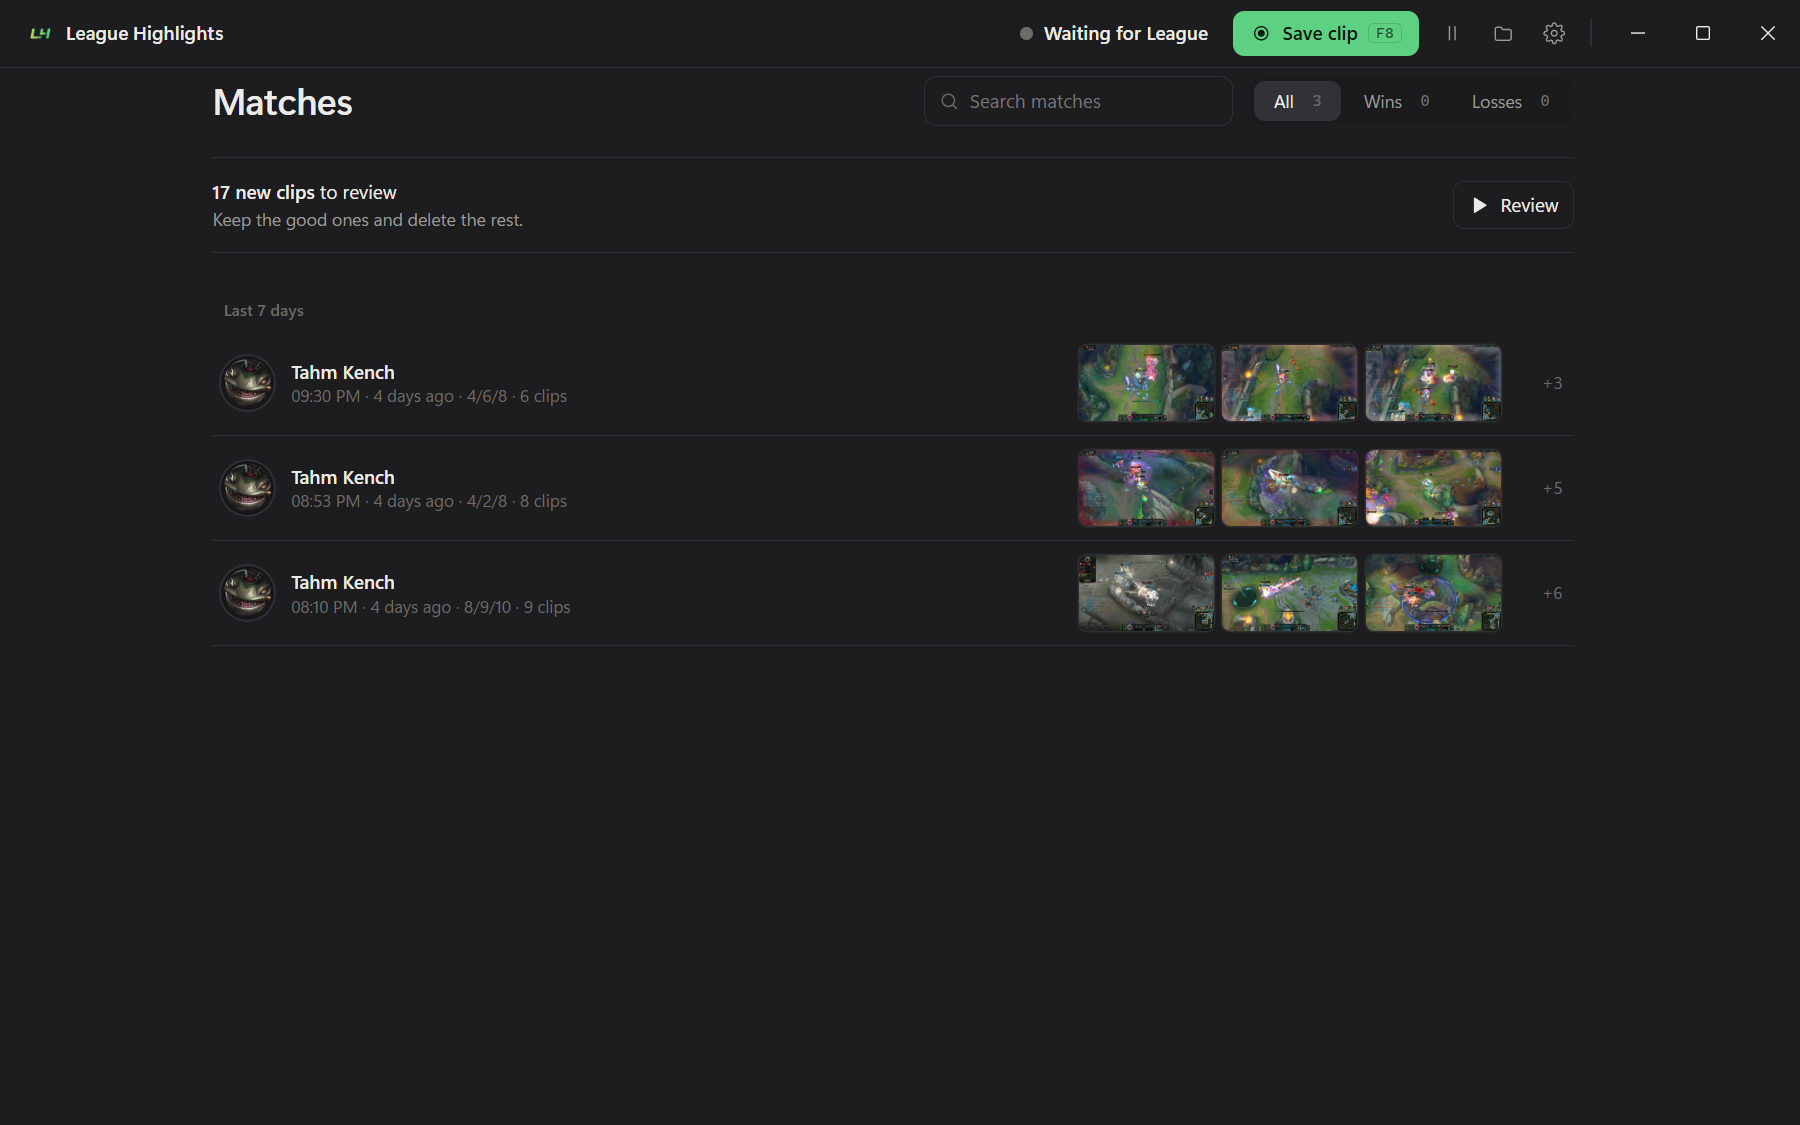 LH League Highlights
Waiting for League
Save clip F8
Matches
Search matches
All 3
Wins 0
Losses 0
17 new clips to review
Keep the good ones and delete the rest.
Review
Last 7 days
Tahm Kench
09:30 PM · 4 days ago · 4/6/8 · 6 clips
+3
Tahm Kench
08:53 PM · 4 days ago · 4/2/8 · 8 clips
+5
Tahm Kench
08:10 PM · 4 days ago · 8/9/10 · 9 clips
+6